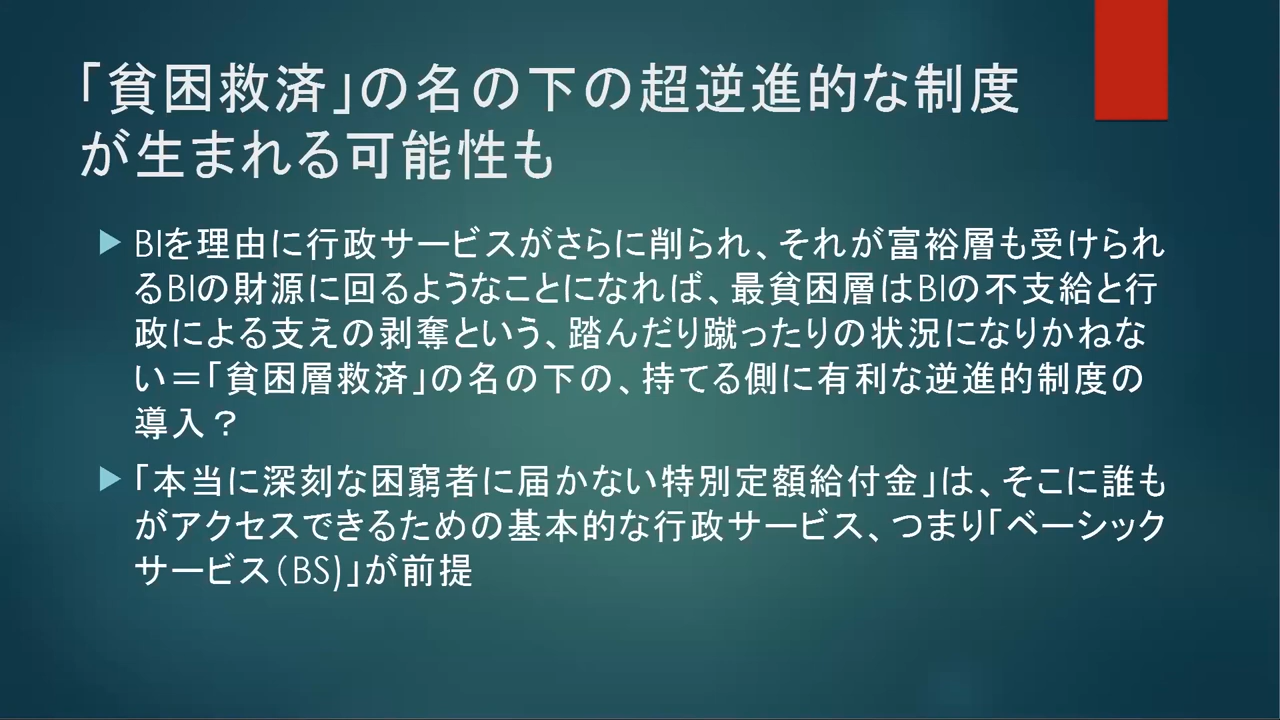 「貧困救済」の名の下の超逆進的な制度
が生まれる可能性も
BIを理由に行政サービスがさらに削られ、それが富裕層も受けられ
るBIの財源に回るようなことになれば、最貧困層はBIの不支給と行
政による支えの剥奪という、踏んだり蹴ったりの状況になりかねな
い＝「貧困層救済」の名の下の、持てる側に有利な逆進的制度の
導入？
「本当に深刻な困窮者に届かない特別定額給付金」は、そこに誰も
がアクセスできるための基本的な行政サービス、つまり「ベーシック
サービス（BS）」が前提